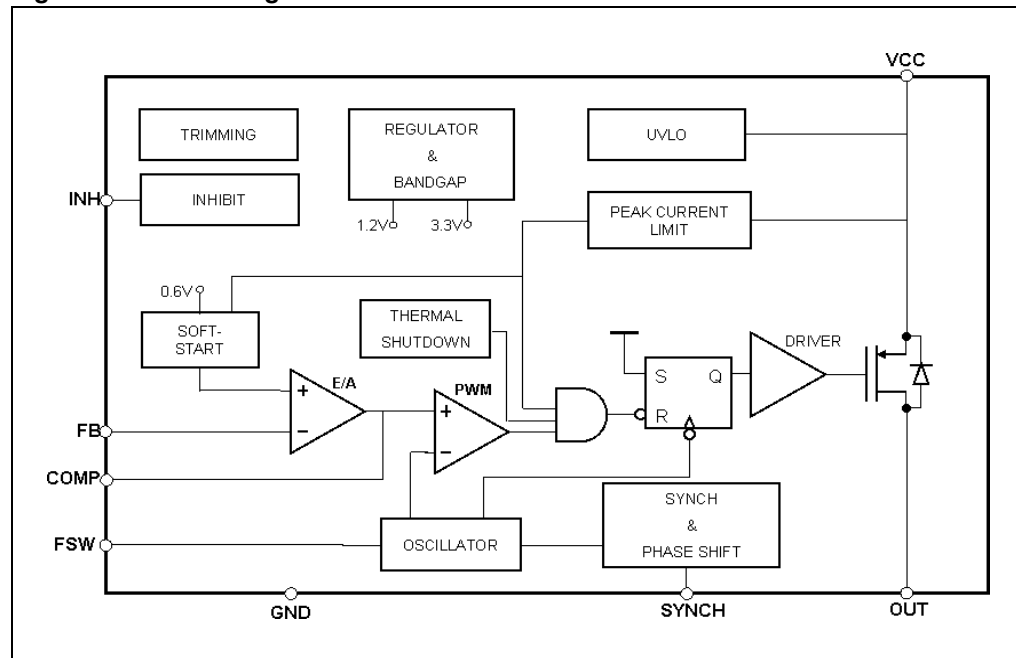 VCC
TRIMMING
REGULATOR
&
BANDGAP
UVLO
INH
INHIBIT
PEAK CURRENT
LIMIT
1.2V
3.3V
0.6V
SOFT-
START
THERMAL
SHUTDOWN
DRIVER
E/A
+
−
PWM
+
−
S
Q
R
FB
COMP
SYNCH
&
PHASE SHIFT
FSW
OSCILLATOR
GND
SYNCH
OUT